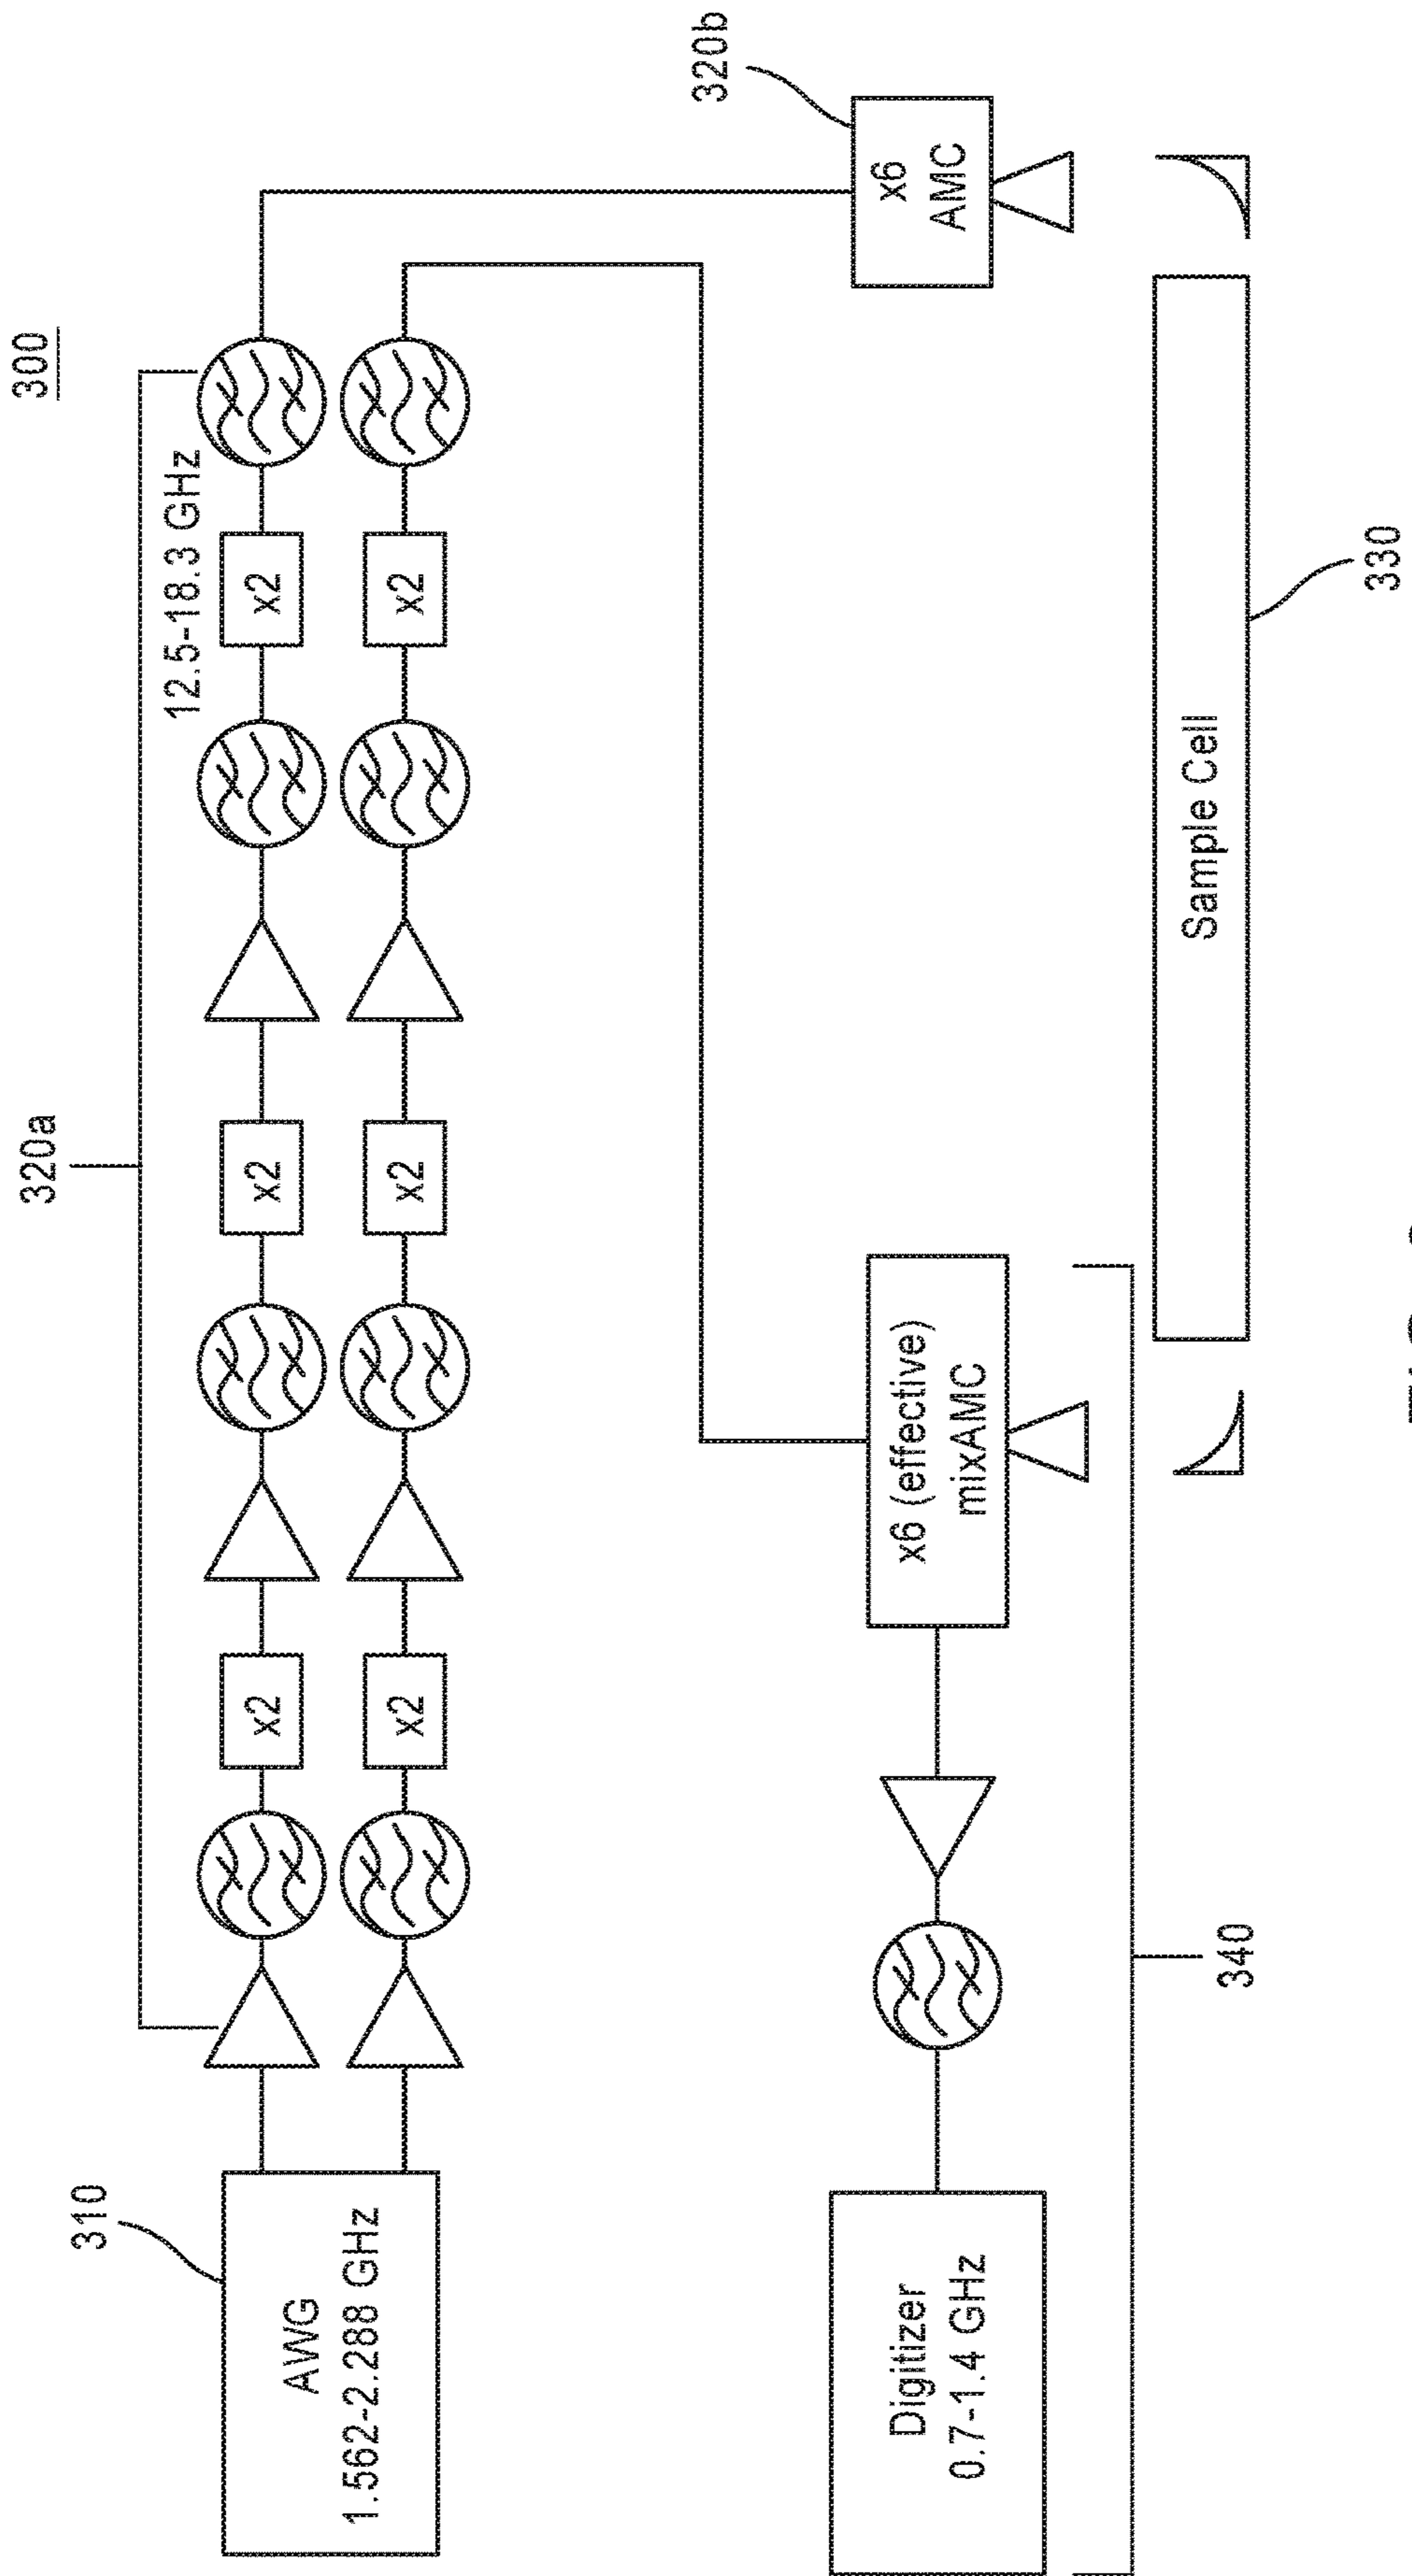 300
320a
12.5-18.3 GHz
310
AWG
1.562-2.288 GHz
x2
x2
x2
x2
x2
x2
320b
x6
AMC
x6 (effective)
mixAMC
Digitizer
0.7-1.4 GHz
340
Sample Cell
330